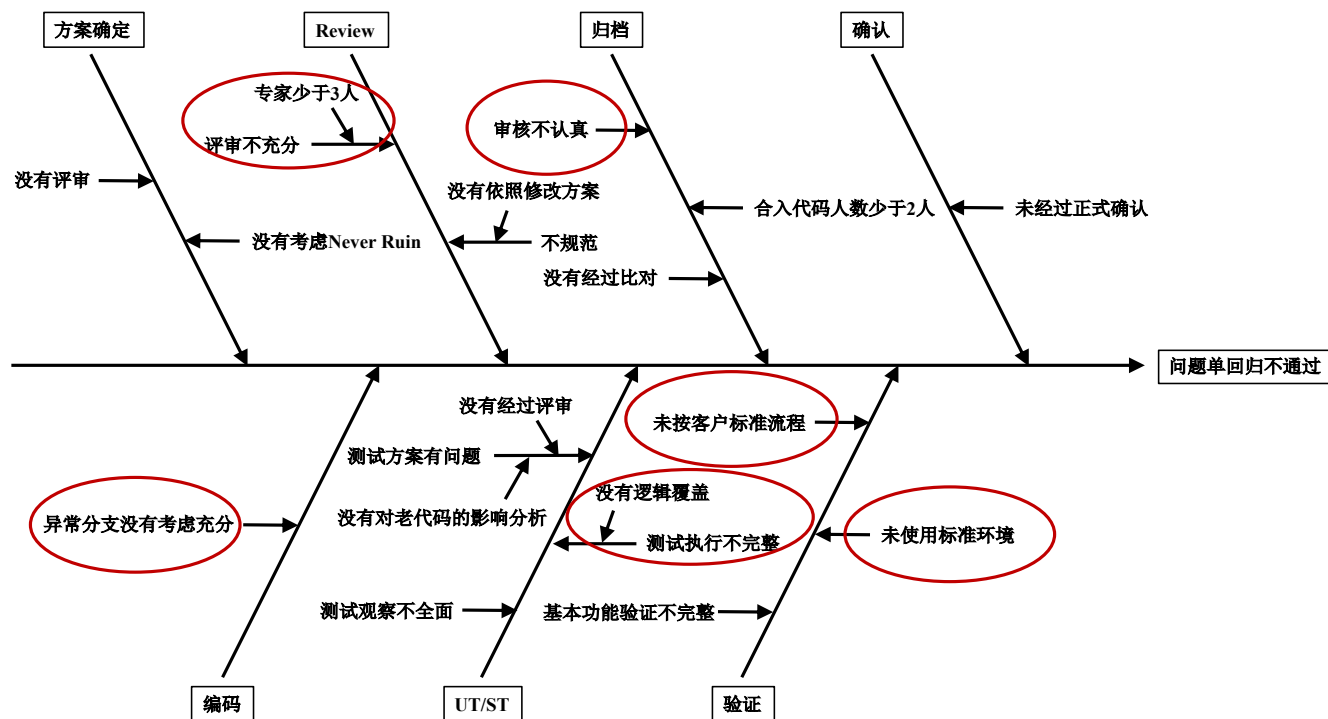 方案确定
Review
归档
确认
专家少于3人
评审不充分
审核不认真
没有评审
没有依照修改方案
合入代码人数少于2人
未经过正式确认
没有考虑Never Ruin
不规范
没有经过比对
问题单回归不通过
没有经过评审
未按客户标准流程
测试方案有问题
没有逻辑覆盖
没有对老代码的影响分析
异常分支没有考虑充分
测试执行不完整
未使用标准环境
测试观察不全面
基本功能验证不完整
编码
UT/ST
验证